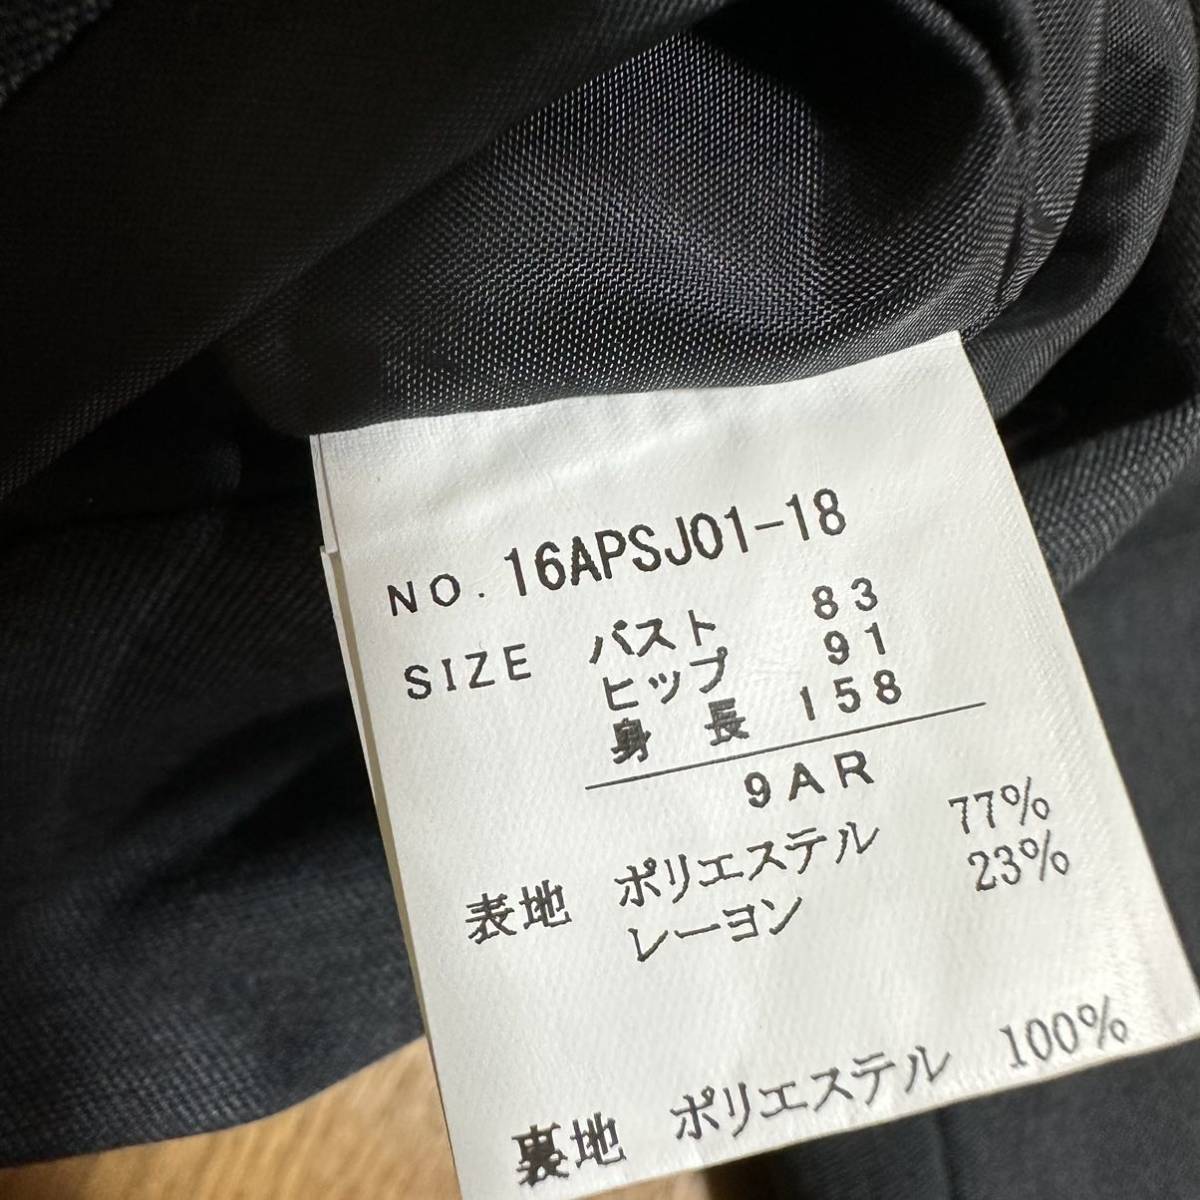 NO. 16APSJ01-18
SIZE バスト 83
ヒップ 91
身長 158
9AR
表地 ポリエステル 77%
レーヨン 23%
裏地 ポリエステル 100%